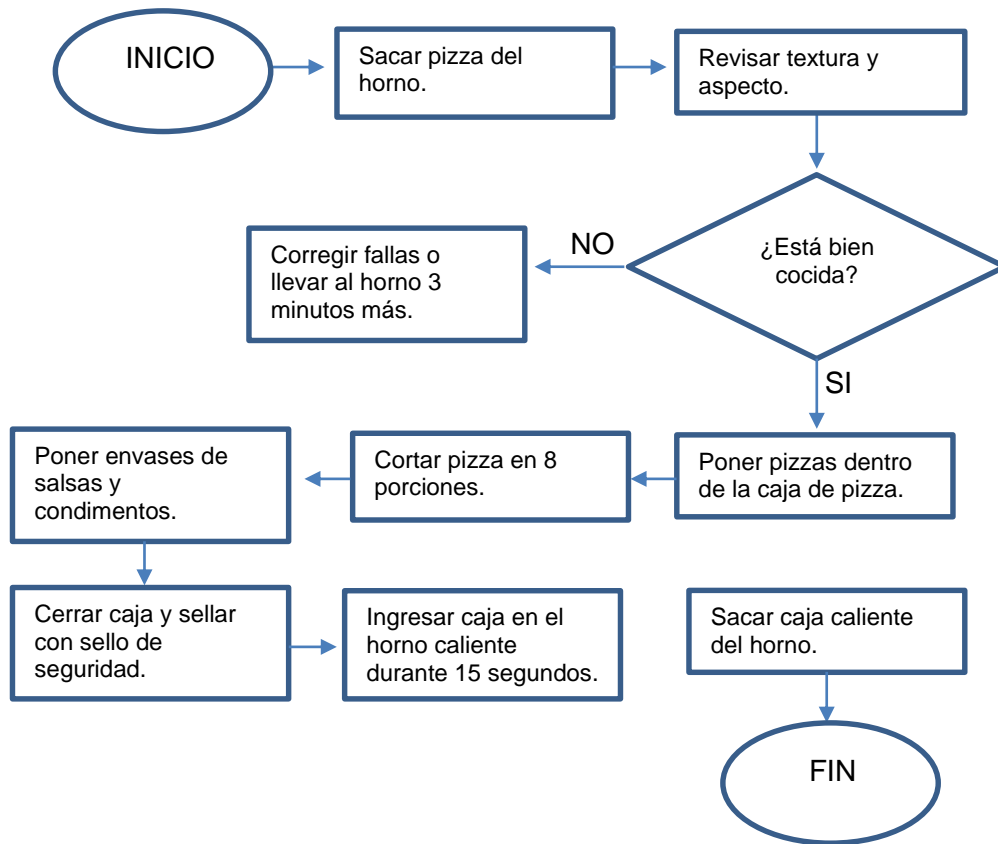 INICIO
Sacar pizza del
horno.
Revisar textura y
aspecto.
¿Está bien
cocida?
NO
Corregir fallas o
llevar al horno 3
minutos más.
SI
Poner pizzas dentro
de la caja de pizza.
Cortar pizza en 8
porciones.
Poner envases de
salsas y
condimentos.
Cerrar caja y sellar
con sello de
seguridad.
Ingresar caja en el
horno caliente
durante 15 segundos.
Sacar caja caliente
del horno.
FIN